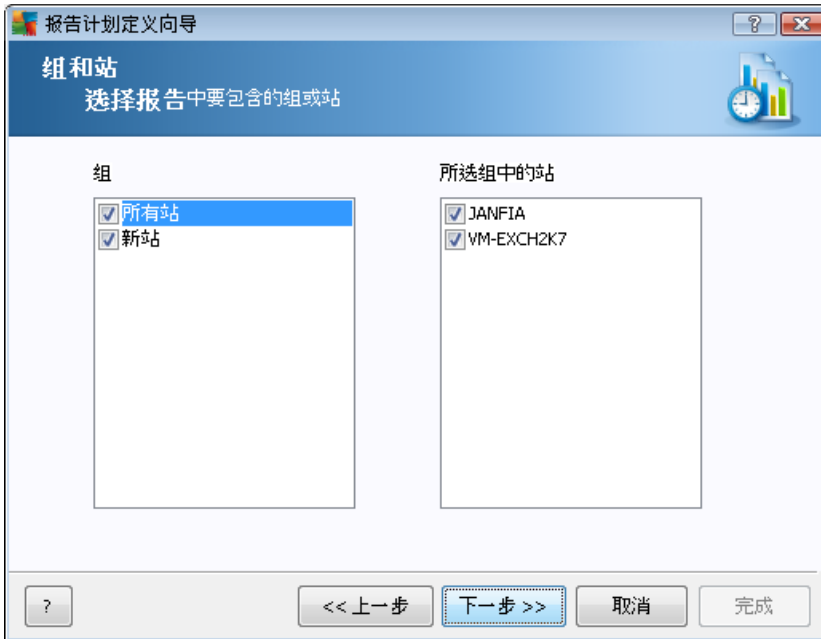 报告计划定义向导
?
组和站
选择报告中要包含的组或站
组
所选组中的站
所有站
新站
JANFIA
VM-EXCH2K7
?
<< 上一步
下一步 >>
取消
完成